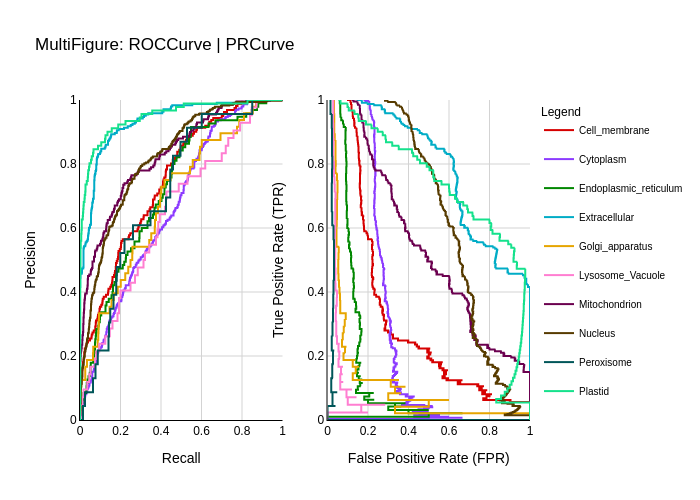 MultiFigure: ROCCurve | PRCurve
Precision
1
0.8
0.6
0.4
0.2
0
0
0.2
0.4
0.6
0.8
1
Recall
True Positive Rate (TPR)
1
0.8
0.6
0.4
0.2
0
0
0.2
0.4
0.6
0.8
1
False Positive Rate (FPR)
Legend
Cell_membrane
Cytoplasm
Endoplasmic_reticulum
Extracellular
Golgi_apparatus
Lysosome_Vacuole
Mitochondrion
Nucleus
Peroxisome
Plastid